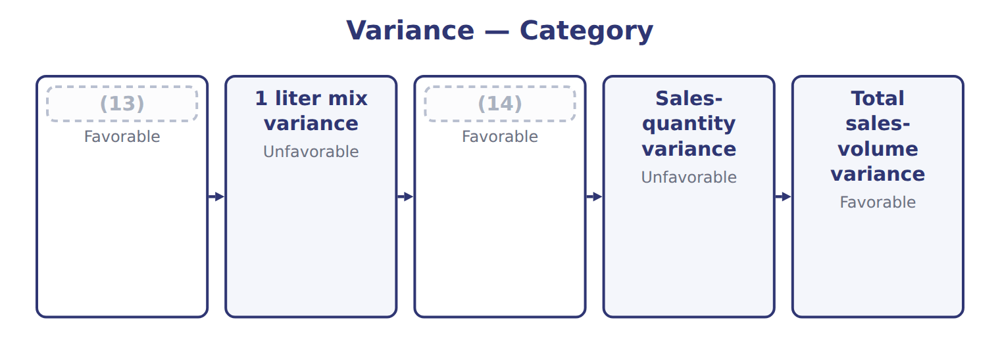 Variance — Category
(13)
Favorable
1 liter mix
variance
Unfavorable
(14)
Favorable
Sales-
quantity
variance
Unfavorable
Total
sales-
volume
variance
Favorable